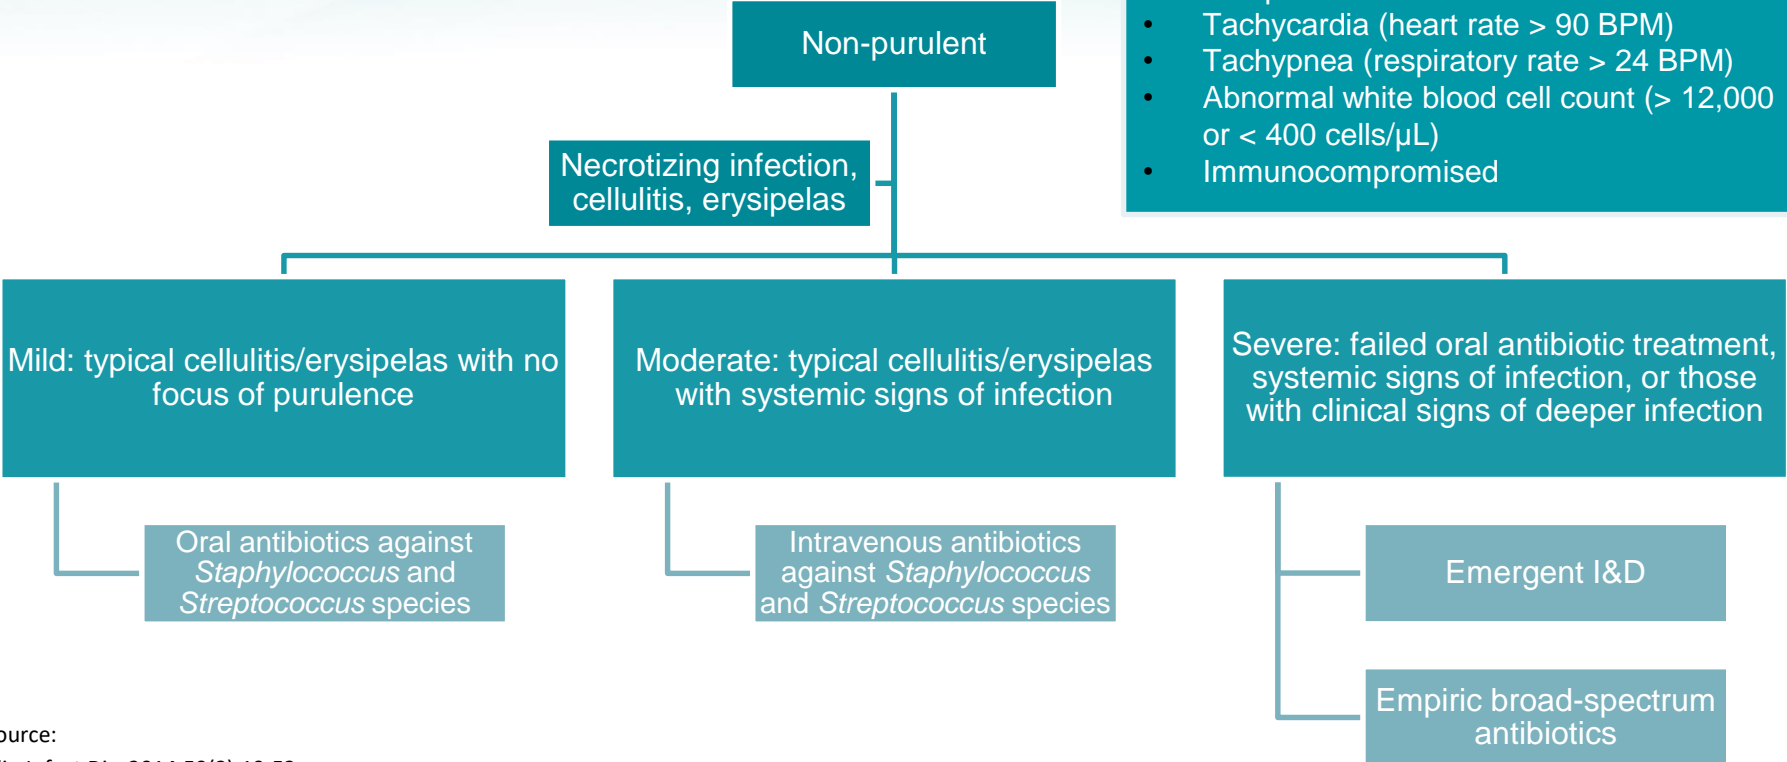 Non-purulent
• Tachycardia (heart rate > 90 BPM)
• Tachypnea (respiratory rate > 24 BPM)
• Abnormal white blood cell count (> 12,000
or < 400 cells/µL)
• Immunocompromised
Necrotizing infection,
cellulitis, erysipelas
Mild: typical cellulitis/erysipelas with no
focus of purulence
Moderate: typical cellulitis/erysipelas
with systemic signs of infection
Severe: failed oral antibiotic treatment,
systemic signs of infection, or those
with clinical signs of deeper infection
Oral antibiotics against
Staphylococcus and
Streptococcus species
Intravenous antibiotics
against Staphylococcus
and Streptococcus species
Emergent I&D
Empiric broad-spectrum
antibiotics
ource: